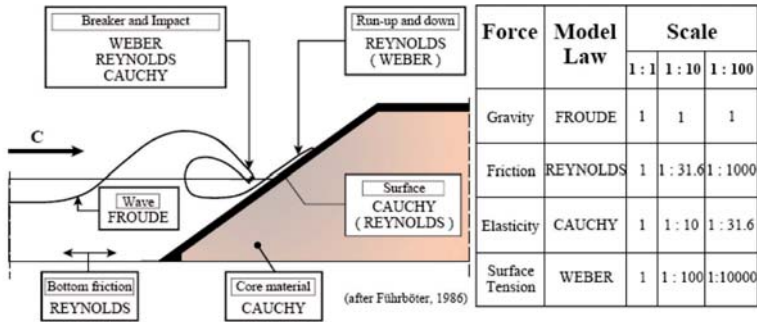 Breaker and Impact
WEBER
REYNOLDS
CAUCHY
Run-up and down
REYNOLDS
( WEBER )
C
Wave
FROUDE
Surface
CAUCHY
(REYNOLDS)
Bottom friction
REYNOLDS
Core material
CAUCHY
(after Führböter, 1986)
Force Model Law Scale
1 : 1 1 : 10 1 : 100
Gravity FROUDE 1 1 1
Friction REYNOLDS 1 1 : 31.6 1 : 1000
Elasticity CAUCHY 1 1 : 10 1 : 31.6
Surface Tension WEBER 1 1 : 100 1:10000